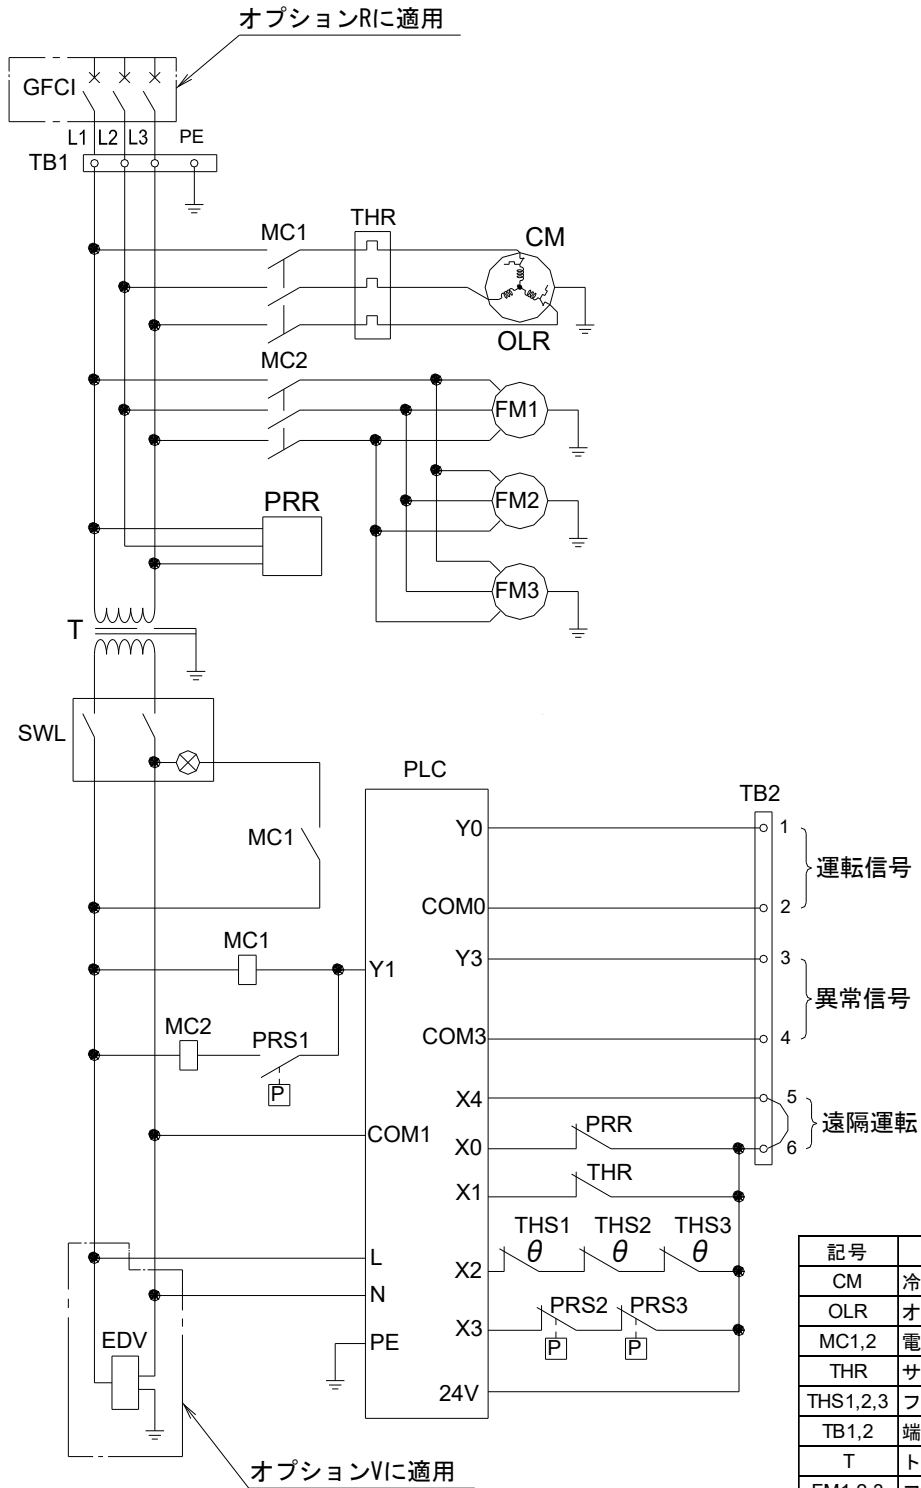 オプションRに適用
GFCI
L1 L2 L3 PE
TB1
MC1
THR
CM
OLR
MC2
FM1
PRR
FM2
FM3
T
SWL
PLC
TB2
MC1
Y0
1
運転信号
COM0
2
MC1
Y1
Y3
3
異常信号
MC2
PRS1
P
COM3
4
X4
5
遠隔運転
COM1
X0
PRR
6
X1
THR
THS1 THS2 THS3
θ θ θ
L
X2
N
PRS2 PRS3
X3
P P
EDV
PE
24V
オプションVに適用
記号
CM 冷
OLR オ
MC1,2 電
THR サ
THS1,2,3 フ
TB1,2 端
T ト